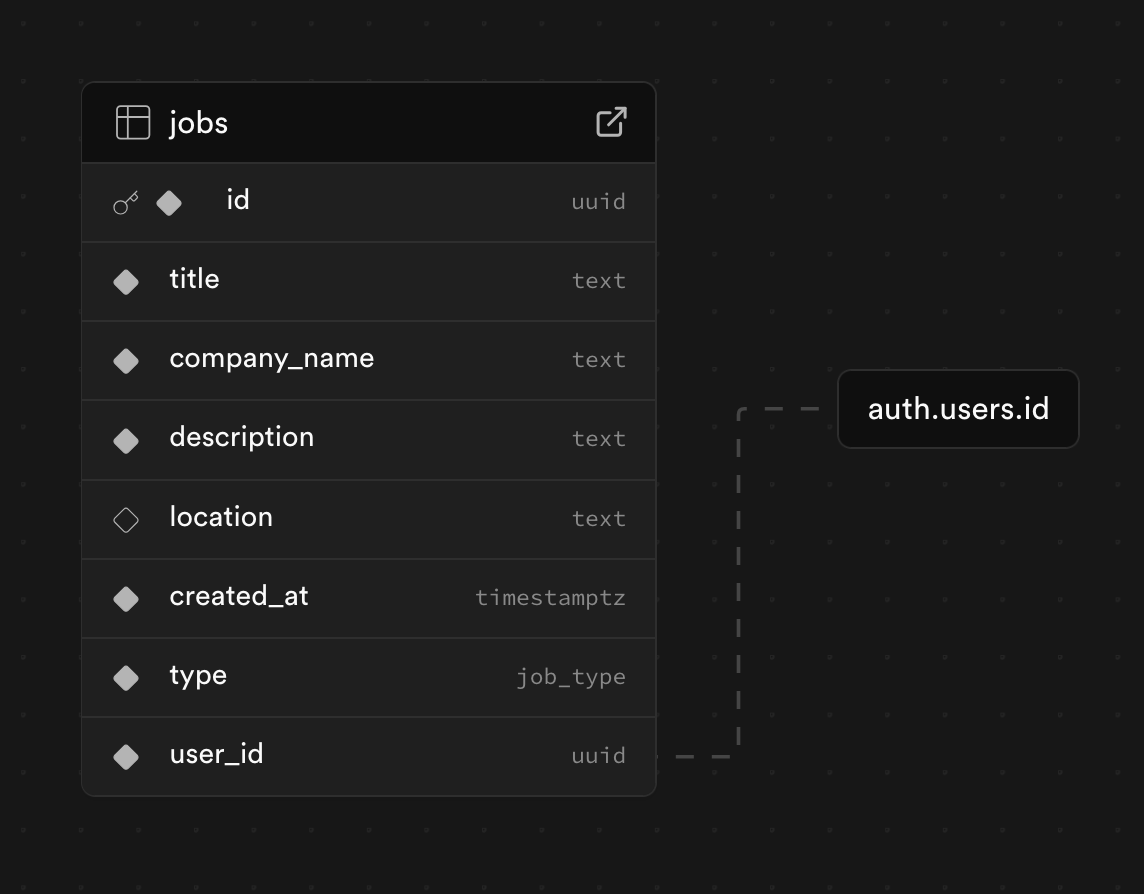 jobs
id uuid
title text
company_name text
description text
location text
created_at timestamptz
type job_type
user_id uuid
auth.users.id